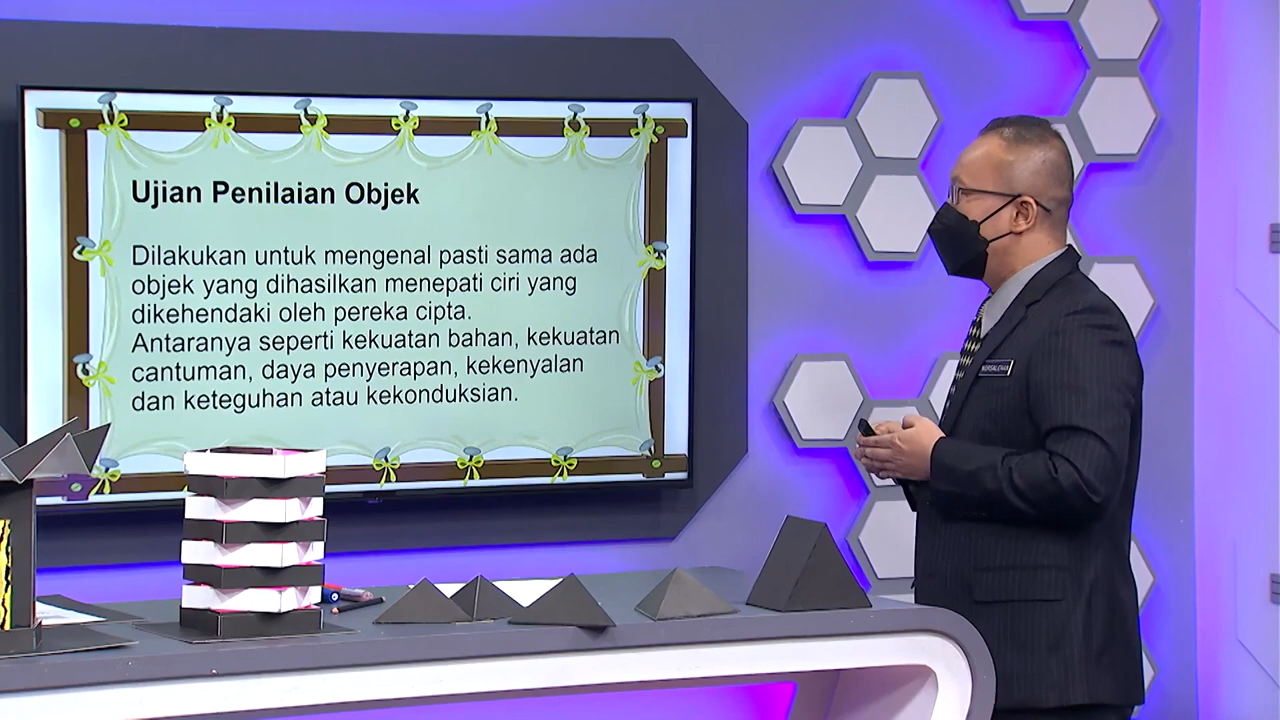 Ujian Penilaian Objek
Dilakukan untuk mengenal pasti sama ada
objek yang dihasilkan menepati ciri yang
dikehendaki oleh pereka cipta.
Antaranya seperti kekuatan bahan, kekuatan
cantuman, daya penyerapan, kekenyalan
dan keteguhan atau kekonduksian.